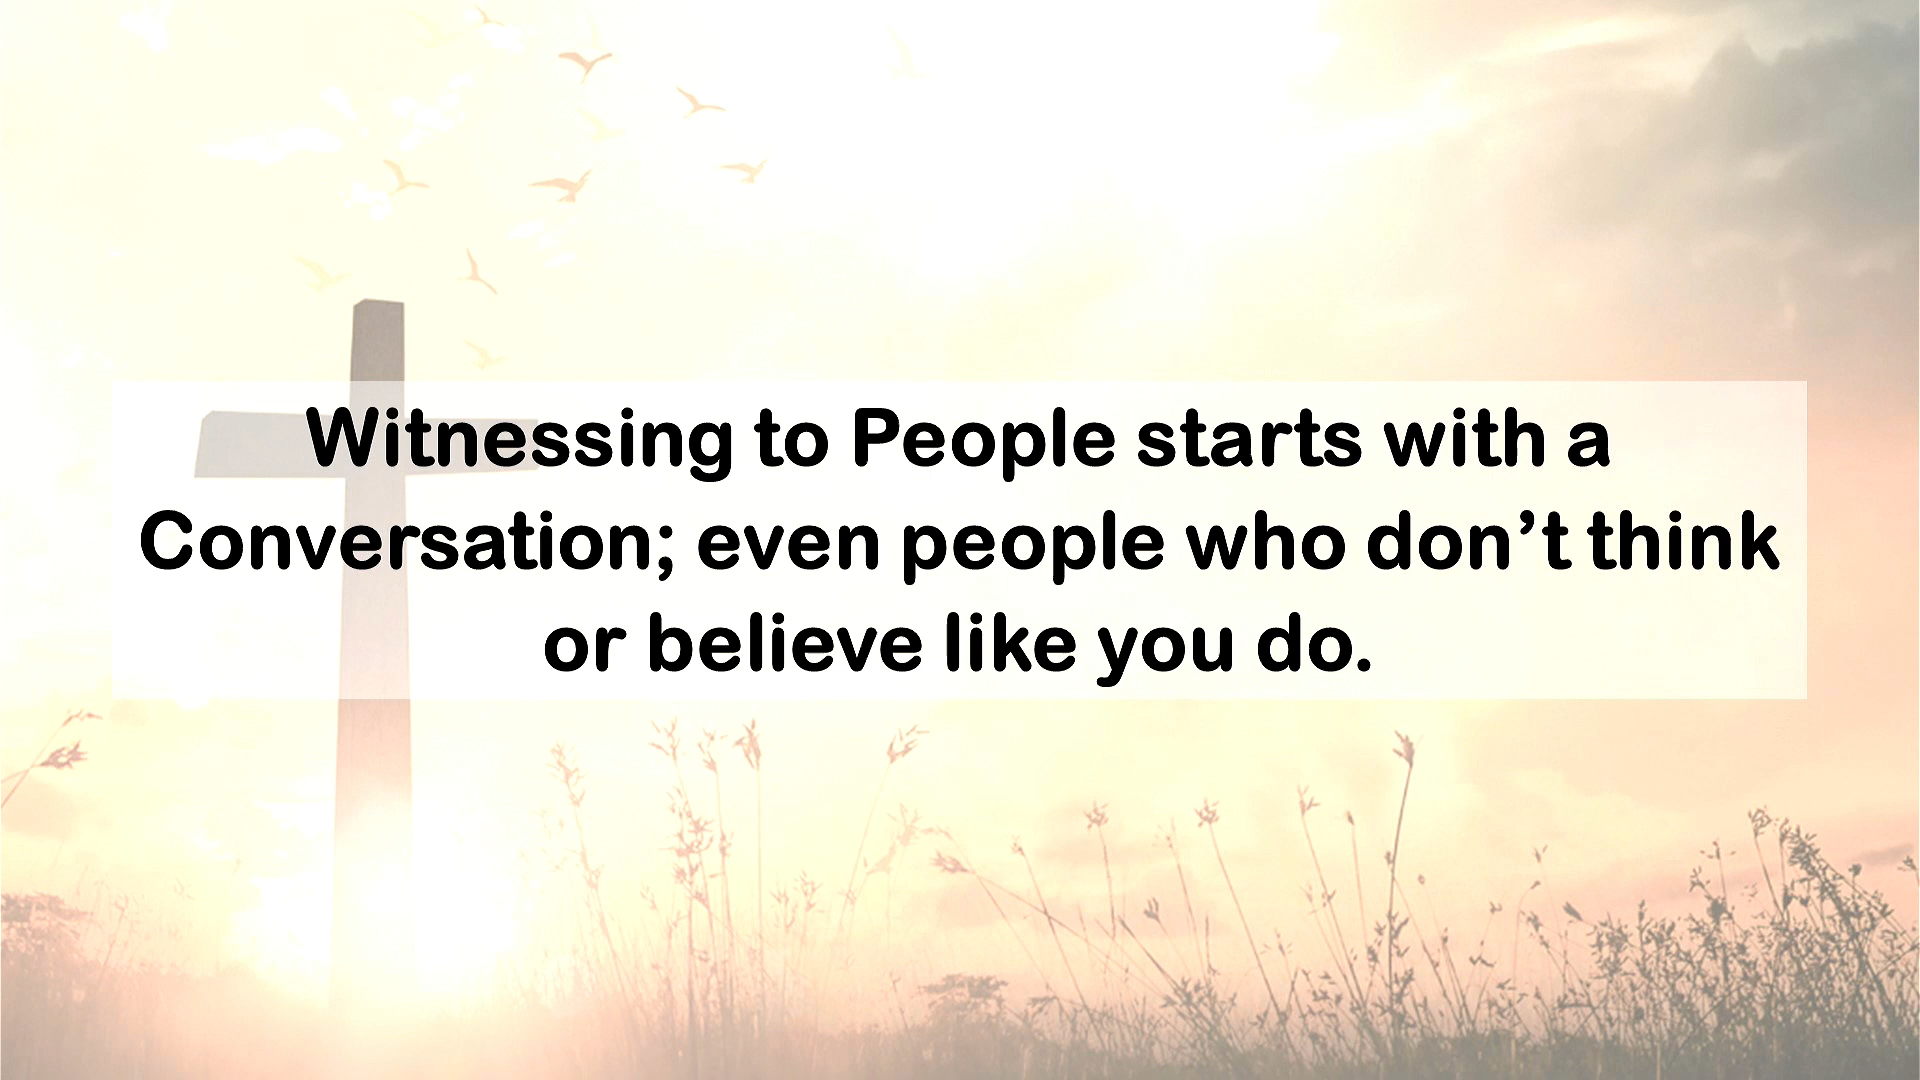 Witnessing to People starts with a
Conversation; even people who don’t think
or believe like you do.